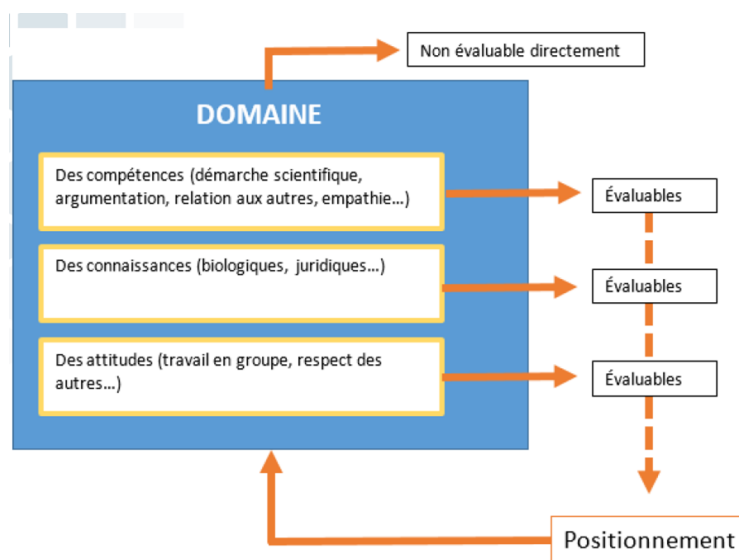 Non évaluable directement
DOMAINE
Des compétences (démarche scientifique,
argumentation, relation aux autres, empathie…)
Évaluables
Des connaissances (biologiques, juridiques…)
Évaluables
Des attitudes (travail en groupe, respect des
autres…)
Évaluables
Positionnement